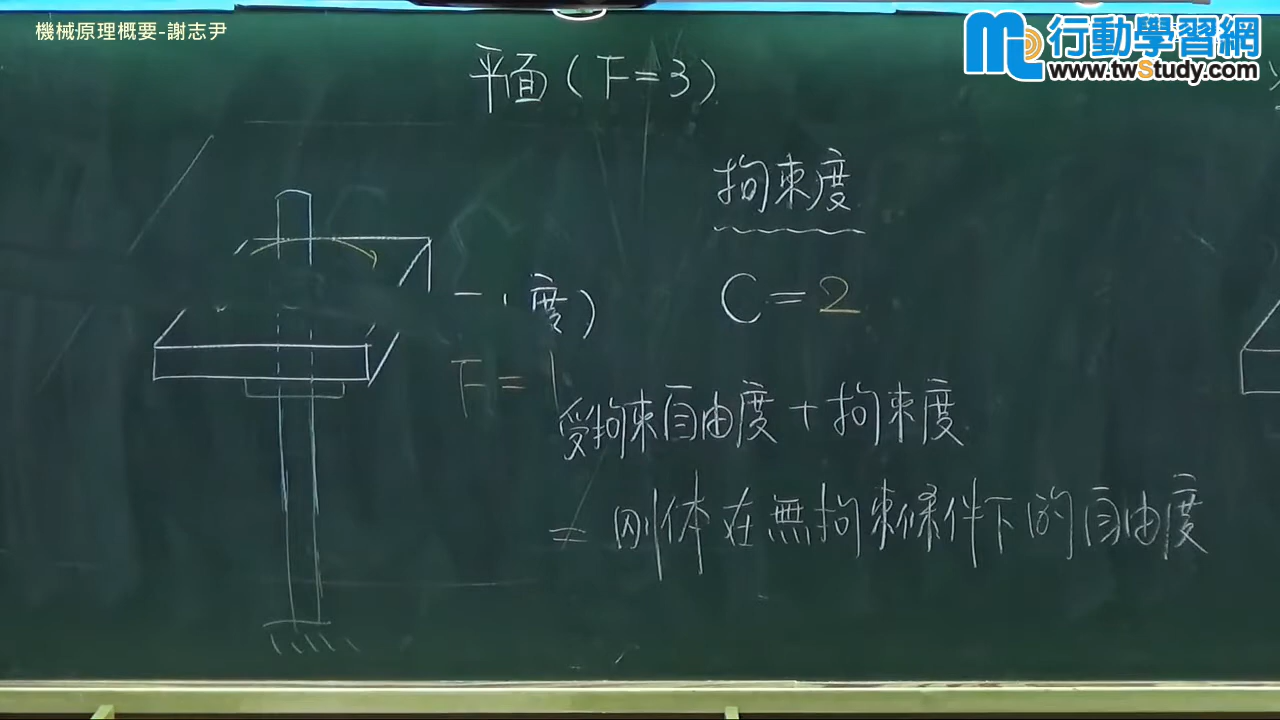 機械原理概要-謝志尹
行動學習網
www.twStudy.com
平面(F=3)
拘束度
度)
C=2
F=1
受拘束自由度+拘束度
=刚体在無拘束條件下的自由度